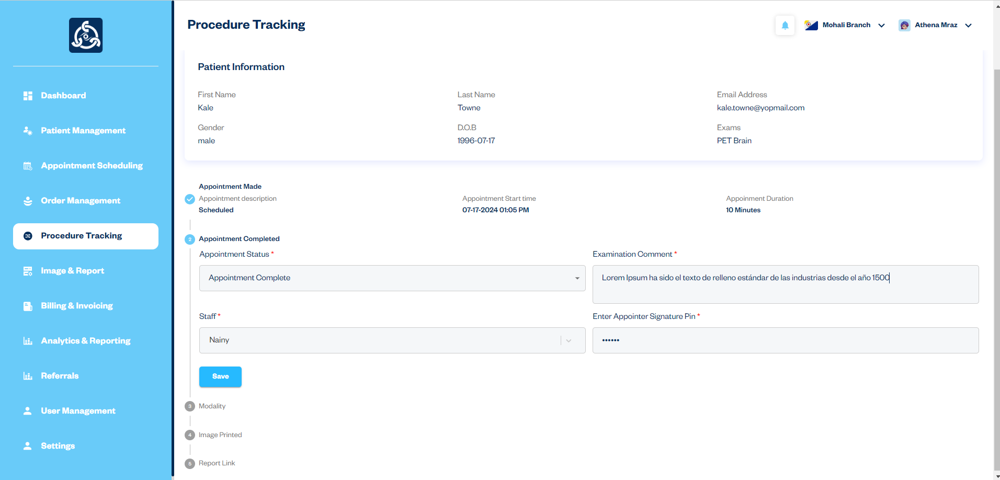 Procedure Tracking
Mohali Branch
Athena Mraz
Dashboard
Patient Management
Appointment Scheduling
Order Management
Procedure Tracking
Image & Report
Billing & Invoicing
Analytics & Reporting
Referrals
User Management
Settings
Patient Information
First Name
Kale
Last Name
Towne
Email Address
kale.towne@yopmail.com
Gender
male
D.O.B
1996-07-17
Exams
PET Brain
Appointment Made
Appointment description
Scheduled
Appointment Start time
07-17-2024 01:05 PM
Appoinment Duration
10 Minutes
2 Appointment Completed
Appointment Status *
Appointment Complete
Examination Comment *
Lorem Ipsum ha sido el texto de relleno estándar de las industrias desde el año 1500
Staff *
Nainy
Enter Appointer Signature Pin *
••••••
Save
3 Modality
4 Image Printed
5 Report Link